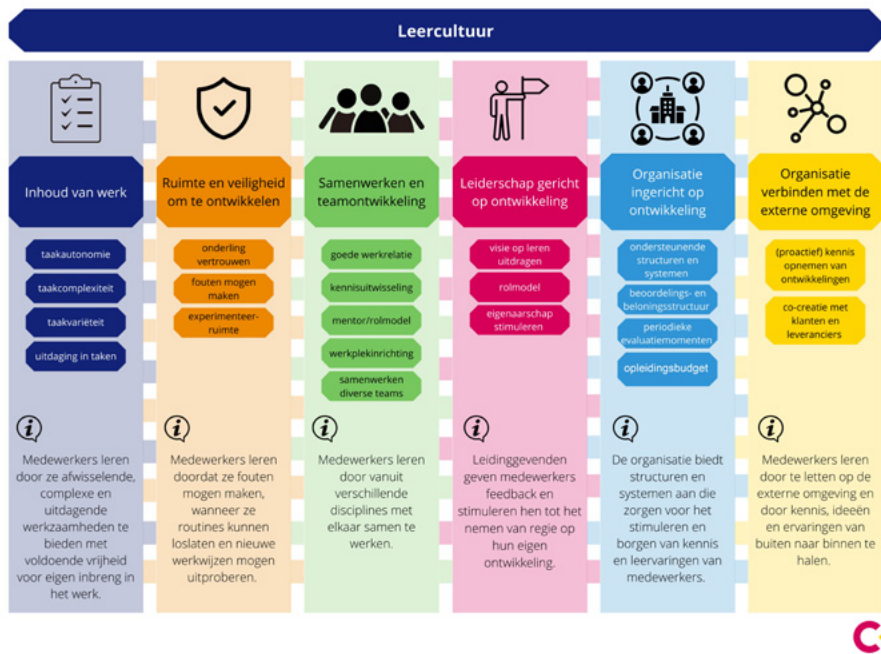 Leercultuur
Inhoud van werk
taakautonomie
taakcomplexiteit
taakvariëteit
uitdaging in taken
i
Medewerkers leren
door ze afwisselende,
complexe en
uitdagende
werkzaamheden te
bieden met
voldoende vrijheid
voor eigen inbreng in
het werk.
Ruimte en veiligheid
om te ontwikkelen
onderling
vertrouwen
fouten mogen
maken
experimenteer-
ruimte
i
Medewerkers leren
doordat ze fouten
mogen maken,
wanneer ze
routines kunnen
loslaten en nieuwe
werkwijzen mogen
uitproberen.
Samenwerken en
teamontwikkeling
goede werkrelatie
kennisuitwisseling
mentor/rolmodel
werkplekinrichting
samenwerken
diverse teams
i
Medewerkers leren
door vanuit
verschillende
disciplines met
elkaar samen te
werken.
Leiderschap gericht
op ontwikkeling
visie op leren
uitdragen
rolmodel
eigenaarschap
stimuleren
i
Leidinggevenden
geven medewerkers
feedback en
stimuleren hen tot het
nemen van regie op
hun eigen
ontwikkeling.
Organisatie
ingericht op
ontwikkeling
ondersteunende
structuren en
systemen
beoordelings- en
beloningsstructuur
periodieke
evaluatiemomenten
opleidingsbudget
i
De organisatie biedt
structuren en
systemen aan die
zorgen voor het
stimuleren en
borgen van kennis
en leervaringen van
medewerkers.
Organisatie
verbinden met de
externe omgeving
(proactief) kennis
opnemen van
ontwikkelingen
co-creatie met
klanten en
leveranciers
i
Medewerkers leren
door te letten op de
externe omgeving en
door kennis, ideeën
en ervaringen van
buiten naar binnen te
halen.
C